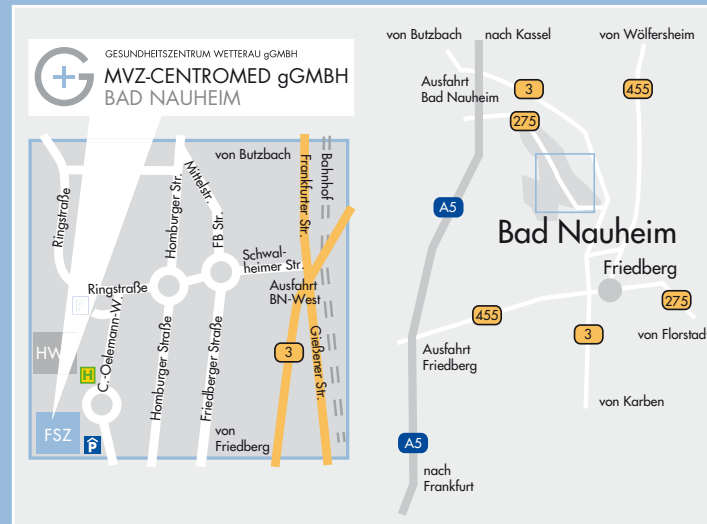 GESUNDHEITSZENTRUM WETTERAU gGMBH
MVZ-CENTROMED gGMBH
BAD NAUHEIM
von Butzbach
Ringstraße
Homburger Str.
Mittelstr.
FB Str.
Frankfurter Str.
Bahnhof
Schwal-
heimer Str.
Ringstraße
Ausfahrt
BN-West
C.-Oelemann-W.
Homburger Straße
Friedberger Straße
3
Gießener Str.
HW
H
FSZ
P
von
Friedberg
von Butzbach
nach Kassel
von Wölfersheim
Ausfahrt
Bad Nauheim
3
455
275
A5
Bad Nauheim
Friedberg
275
455
3
von Florstadt
Ausfahrt
Friedberg
von Karben
A5
nach
Frankfurt